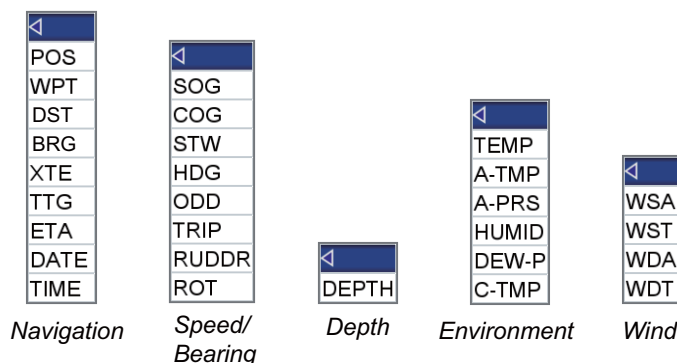 POS
WPT
DST
BRG
XTE
TTG
ETA
DATE
TIME
Navigation
SOG
COG
STW
HDG
ODD
TRIP
RUDDR
ROT
Speed/
Bearing
DEPTH
Depth
TEMP
A-TMP
A-PRS
HUMID
DEW-P
C-TMP
Environment
WSA
WST
WDA
WDT
Wind